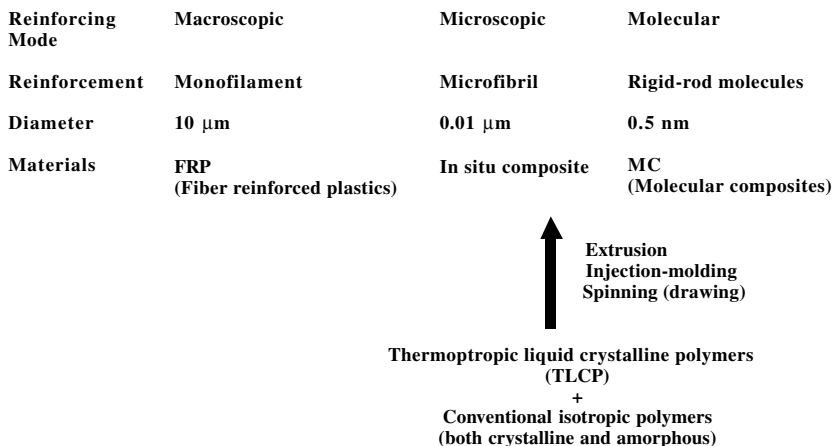 Reinforcing Mode Macroscopic Microscopic Molecular
Reinforcement Monofilament Microfibril Rigid-rod molecules
Diameter 10 μm 0.01 μm 0.5 nm
Materials FRP In situ composite MC
(Fiber reinforced plastics) (Molecular composites)
Extrusion
Injection-molding
Spinning (drawing)
Thermoptropic liquid crystalline polymers
(TLCP)
+
Conventional isotropic polymers
(both crystalline and amorphous)